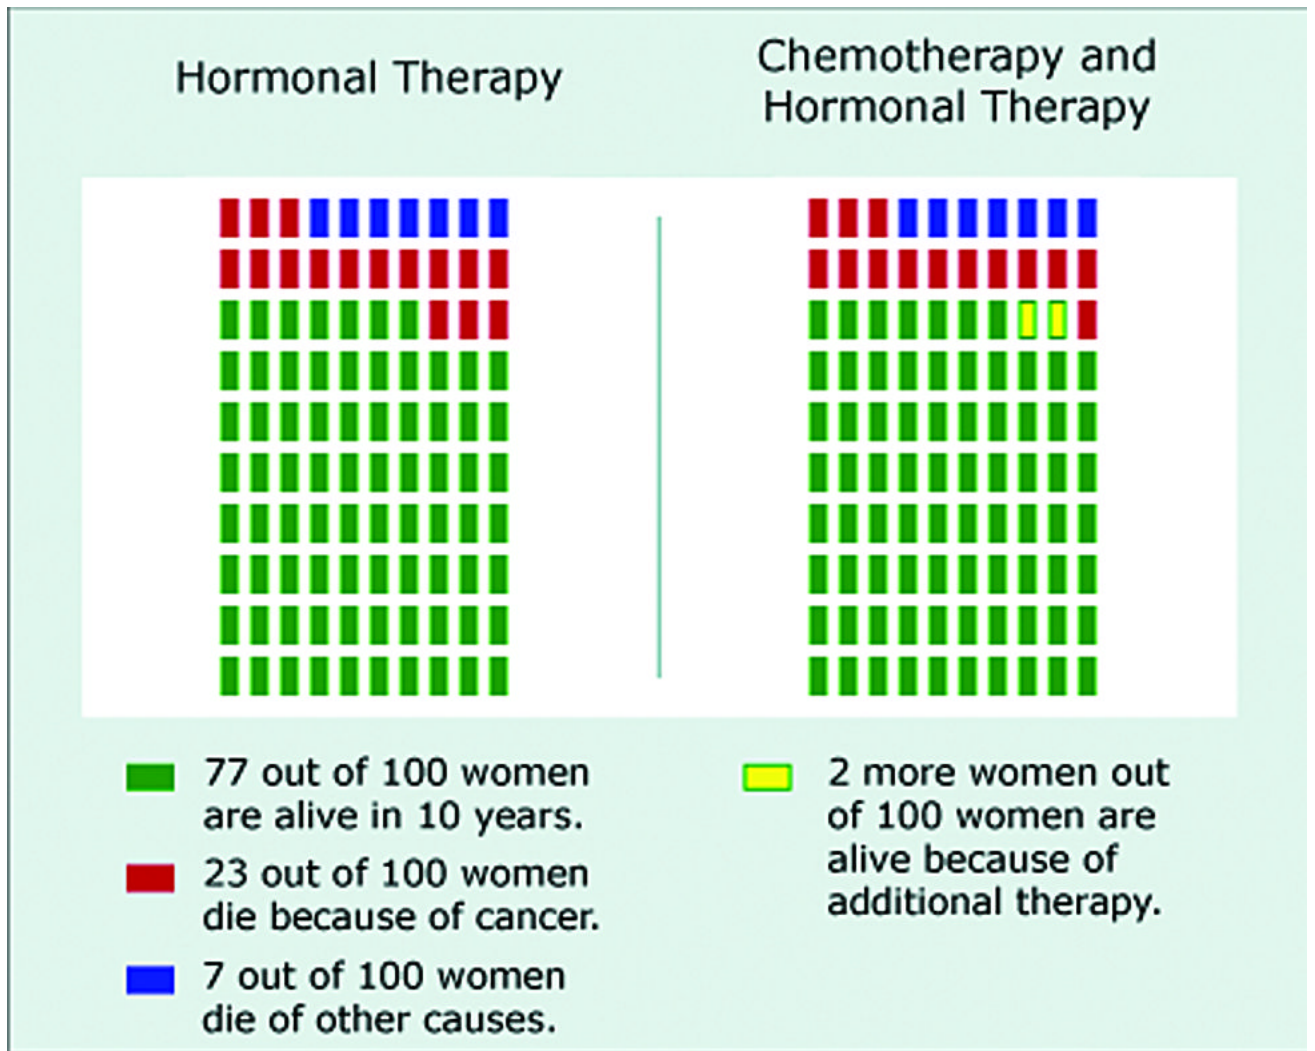 Hormonal Therapy
Chemotherapy and
Hormonal Therapy
77 out of 100 women
are alive in 10 years.
23 out of 100 women
die because of cancer.
7 out of 100 women
die of other causes.
2 more women out
of 100 women are
alive because of
additional therapy.